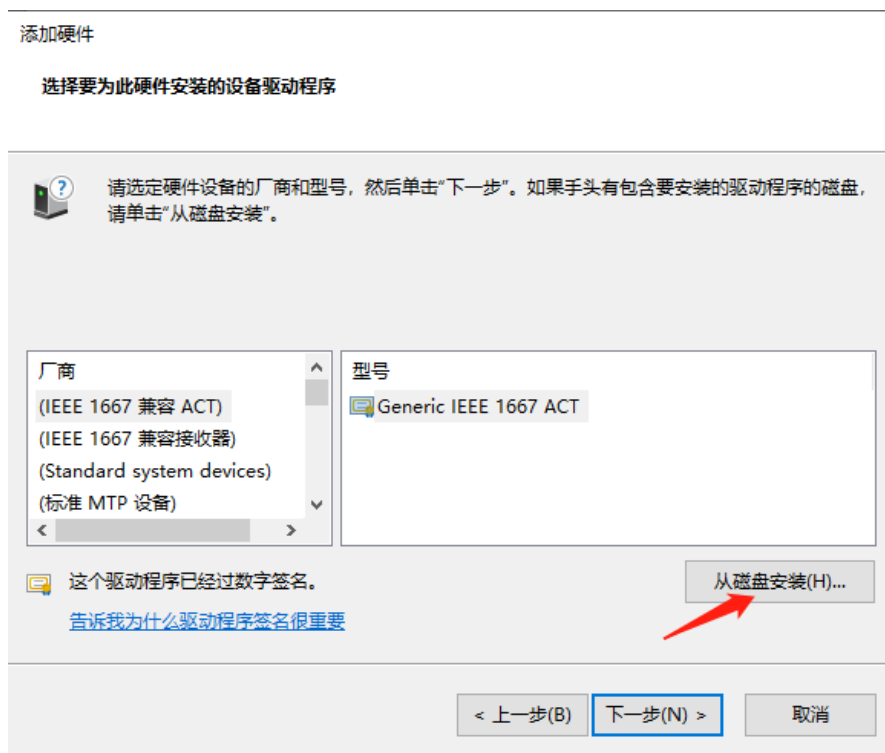 添加硬件
选择要为此硬件安装的设备驱动程序
请选定硬件设备的厂商和型号，然后单击“下一步”。如果手头有包含要安装的驱动程序的磁盘，
请单击“从磁盘安装”。
厂商
(IEEE 1667 兼容 ACT)
(IEEE 1667 兼容接收器)
(Standard system devices)
(标准 MTP 设备)
型号
Generic IEEE 1667 ACT
这个驱动程序已经过数字签名。
告诉我为什么驱动程序签名很重要
从磁盘安装(H)...
< 上一步(B)
下一步(N) >
取消